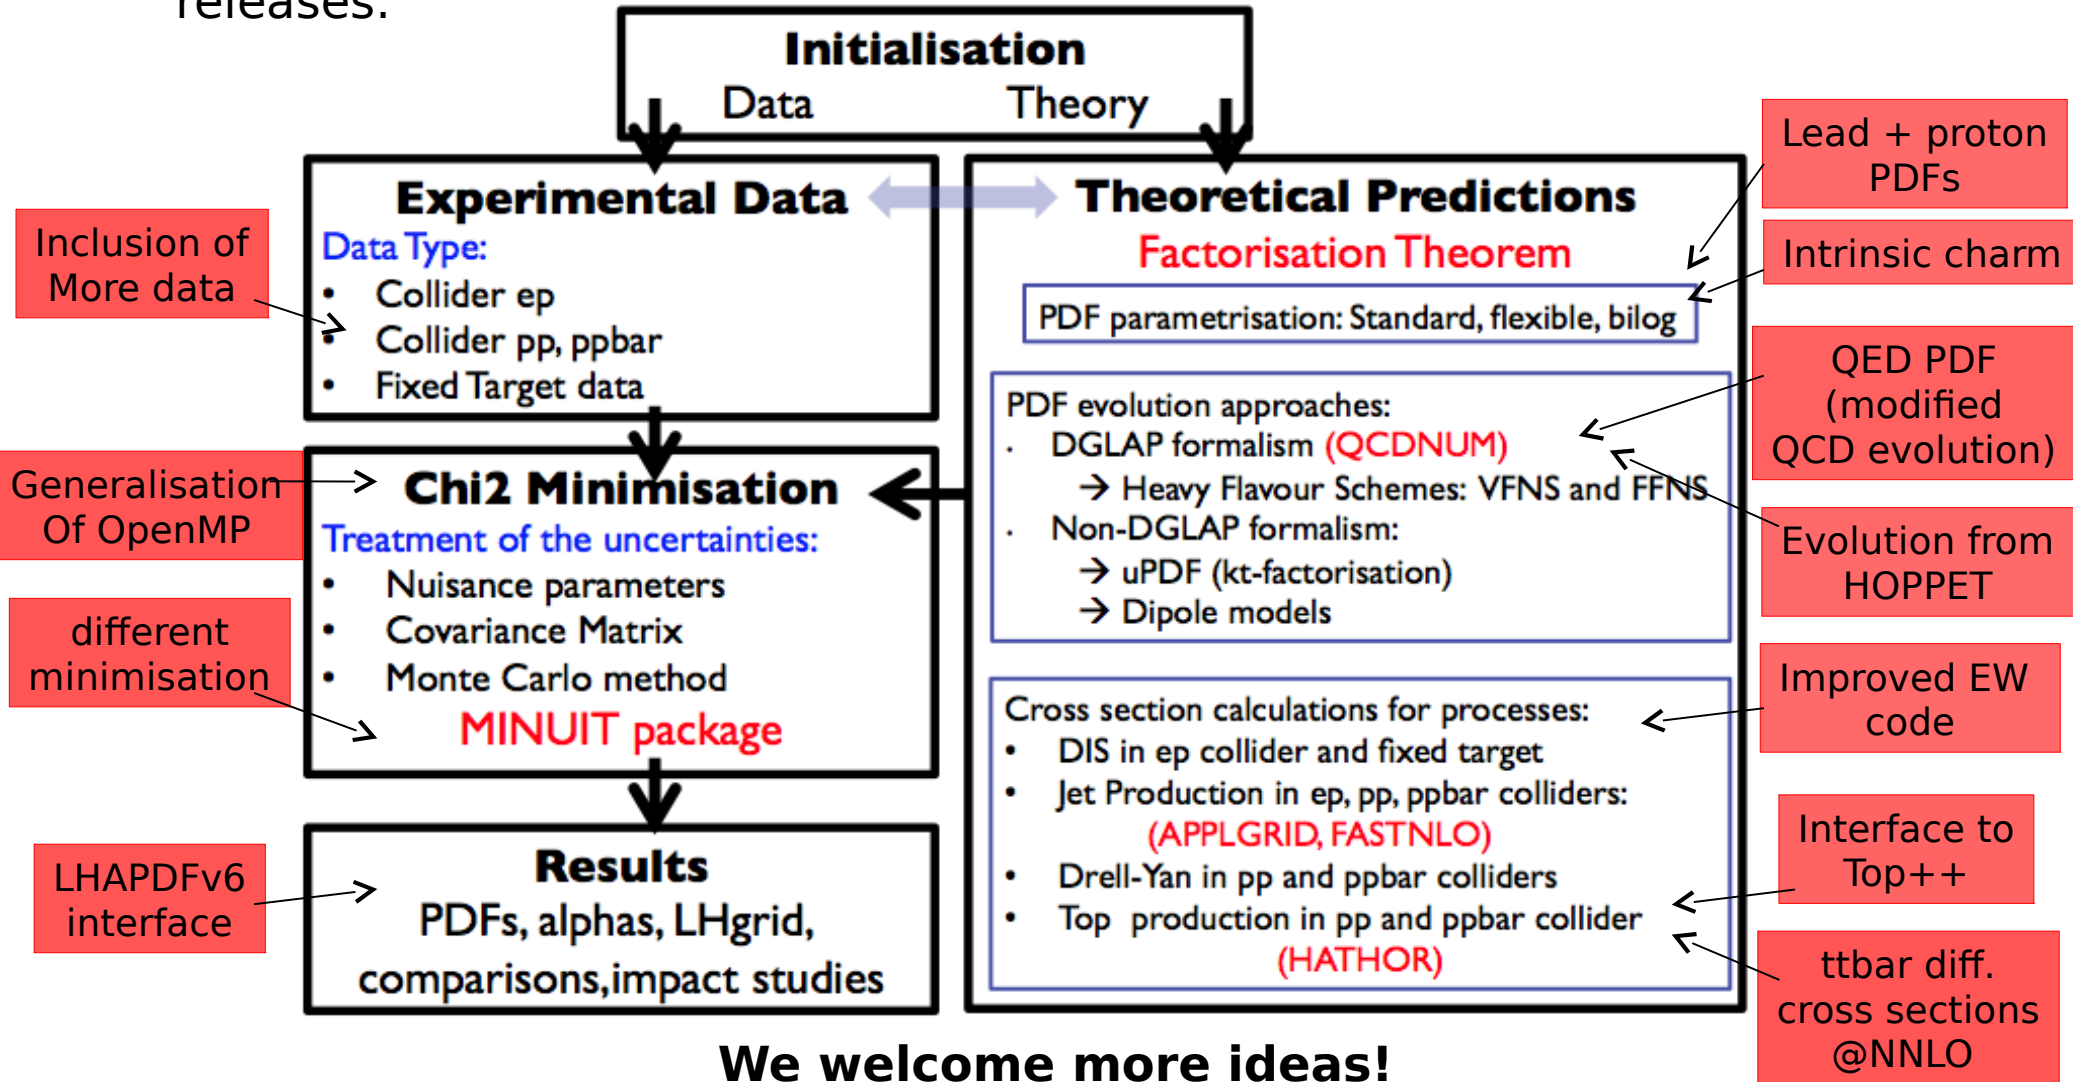 releases.
Initialisation
Data Theory
Experimental Data
Data Type:
• Collider ep
• Collider pp, ppbar
• Fixed Target data
Chi2 Minimisation
Treatment of the uncertainties:
• Nuisance parameters
• Covariance Matrix
• Monte Carlo method
MINUIT package
Results
PDFs, alphas, LHgrid,
comparisons,impact studies
Theoretical Predictions
Factorisation Theorem
PDF parametrisation: Standard, flexible, bilog
PDF evolution approaches:
· DGLAP formalism (QCDNUM)
→ Heavy Flavour Schemes: VFNS and FFNS
· Non-DGLAP formalism:
→ uPDF (kt-factorisation)
→ Dipole models
Cross section calculations for processes:
• DIS in ep collider and fixed target
• Jet Production in ep, pp, ppbar colliders:
(APPLGRID, FASTNLO)
• Drell-Yan in pp and ppbar colliders
• Top production in pp and ppbar collider
(HATHOR)
Inclusion of
More data
Generalisation
Of OpenMP
different
minimisation
LHAPDFv6
interface
Lead + proton
PDFs
Intrinsic charm
QED PDF
(modified
QCD evolution)
Evolution from
HOPPET
Improved EW
code
Interface to
Top++
ttbar diff.
cross sections
@NNLO
We welcome more ideas!